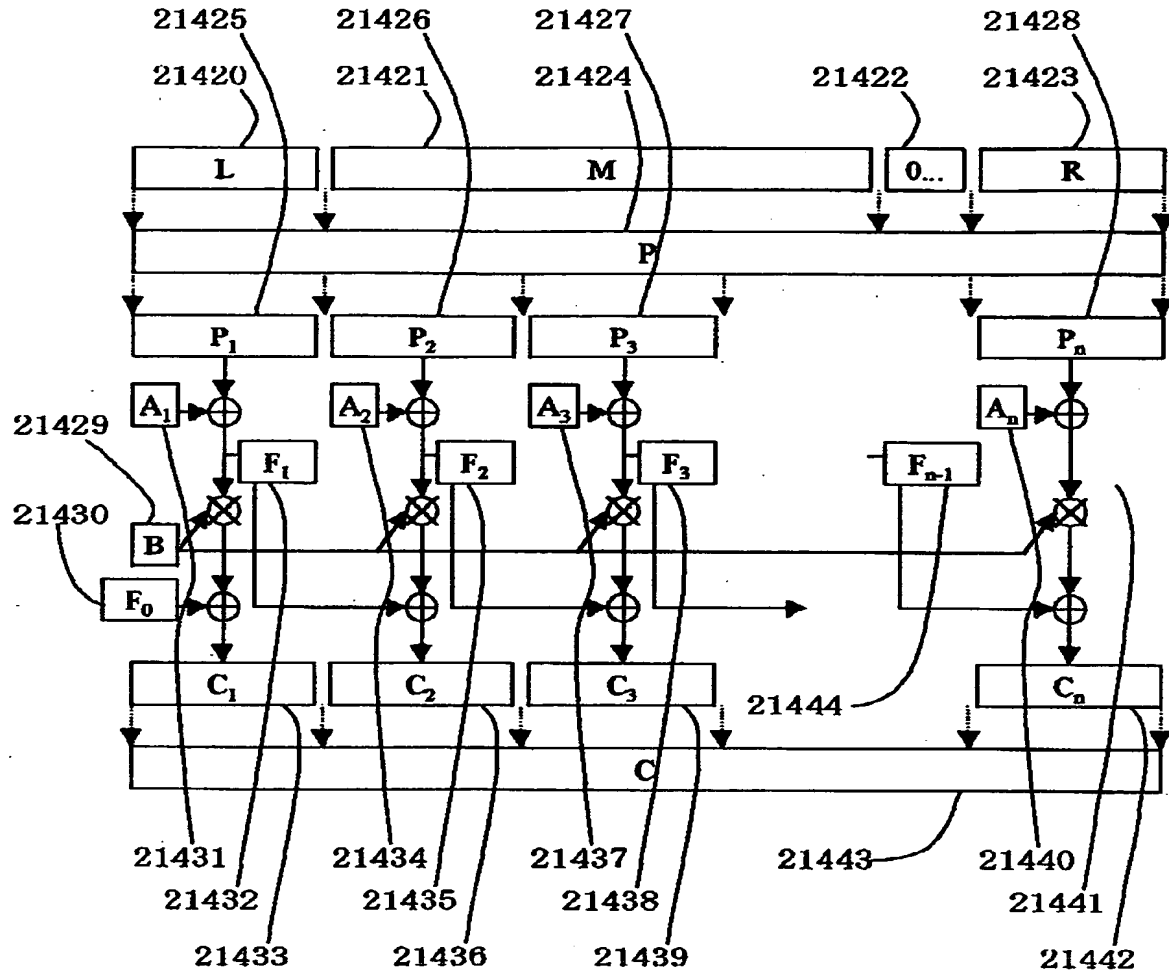 21425 21426 21427 21428
21420 21421 21424 21422 21423
L M 0... R
P
P₁ P₂ P₃ Pₙ
A₁ A₂ A₃ Aₙ
21429 F₁ F₂ F₃ Fₙ₋₁
21430 B
F₀
C₁ C₂ C₃ Cₙ
21444
C
21431 21434 21437 21443 21440
21432 21435 21438 21441
21433 21436 21439 21442